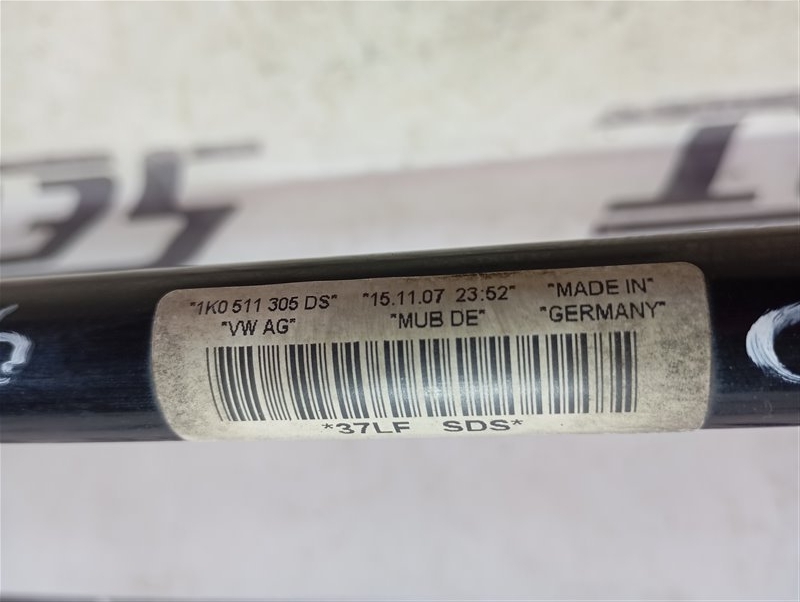 "1K0 511 305 DS" "15.11.07 23:52" "MADE IN"
"VW AG" "MUB DE" "GERMANY"
*37LF SDS*